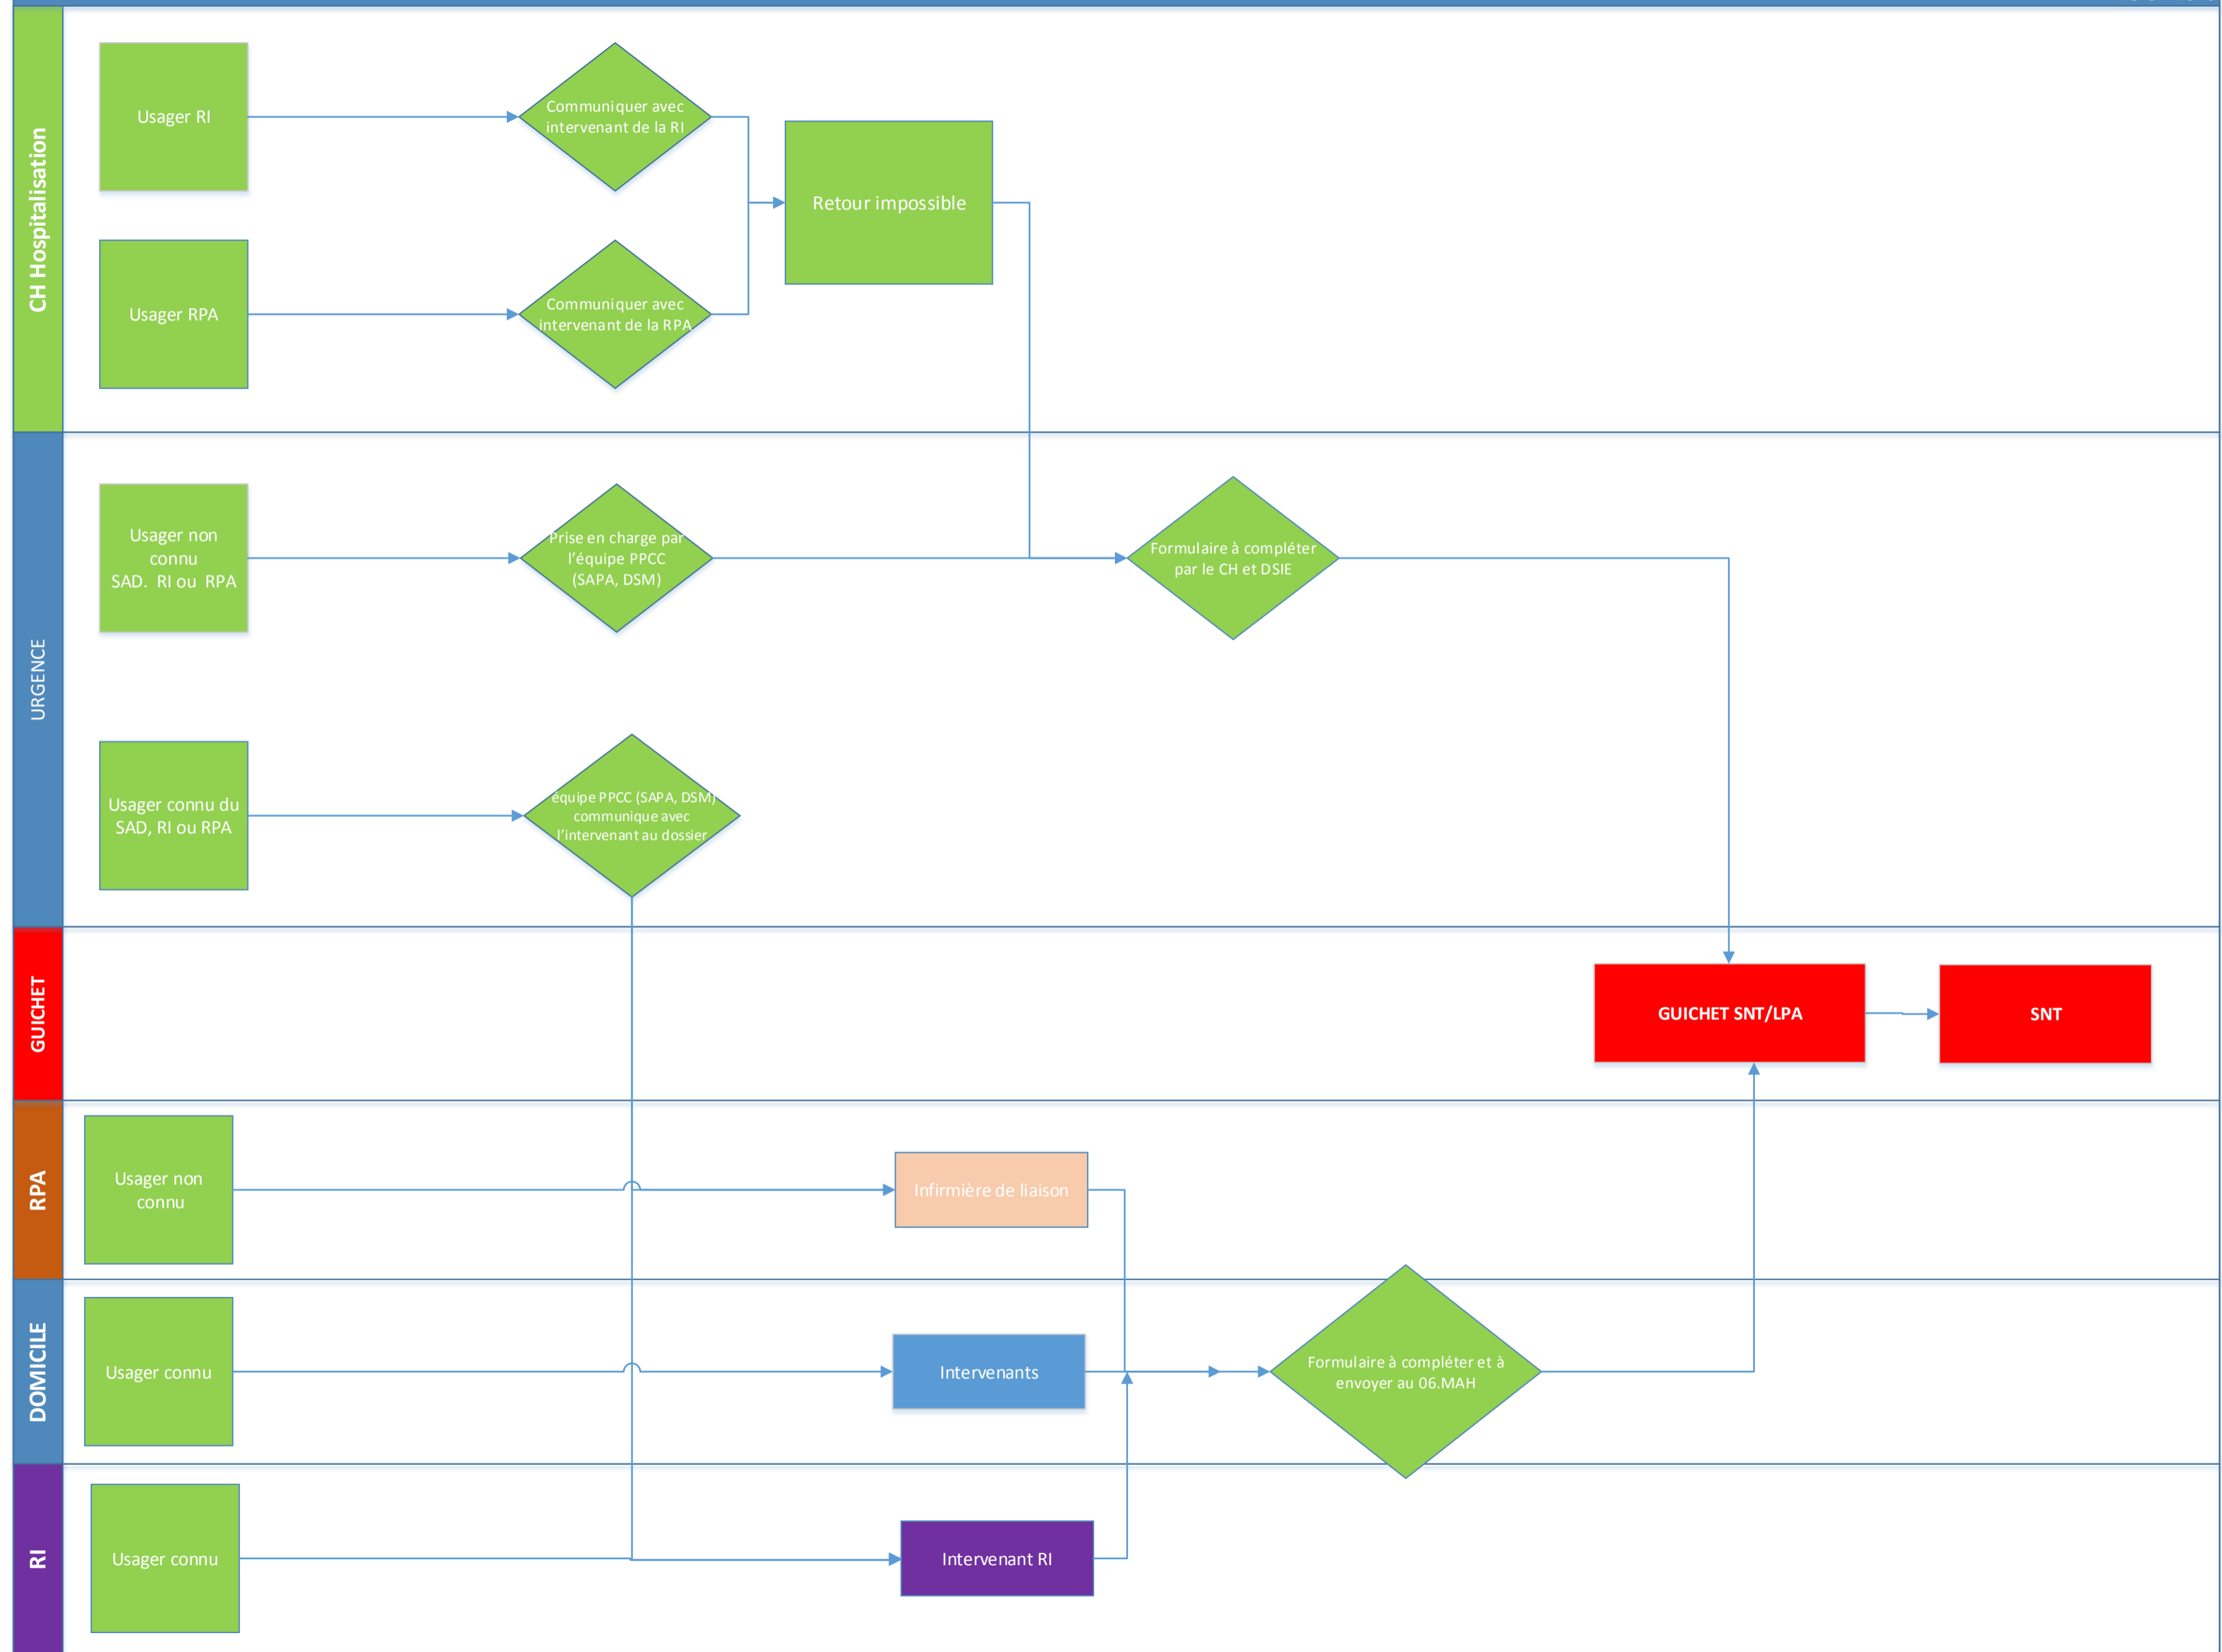 CH Hospitalisation
Usager RI
Communiquer avec
intervenant de la RI
Retour impossible
Usager RPA
Communiquer avec
intervenant de la RPA
URGENCE
Usager non
connu
SAD. RI ou RPA
Prise en charge par
l’équipe PPCC
(SAPA, DSM)
Formulaire à compléter
par le CH et DSIE
Usager connu du
SAD, RI ou RPA
équipe PPCC (SAPA, DSM)
communique avec
l’intervenant au dossier
GUICHET
GUICHET SNT/LPA
SNT
RPA
Usager non
connu
Infirmière de liaison
DOMICILE
Usager connu
Intervenants
Formulaire à compléter et à
envoyer au 06.MAH
RI
Usager connu
Intervenant RI